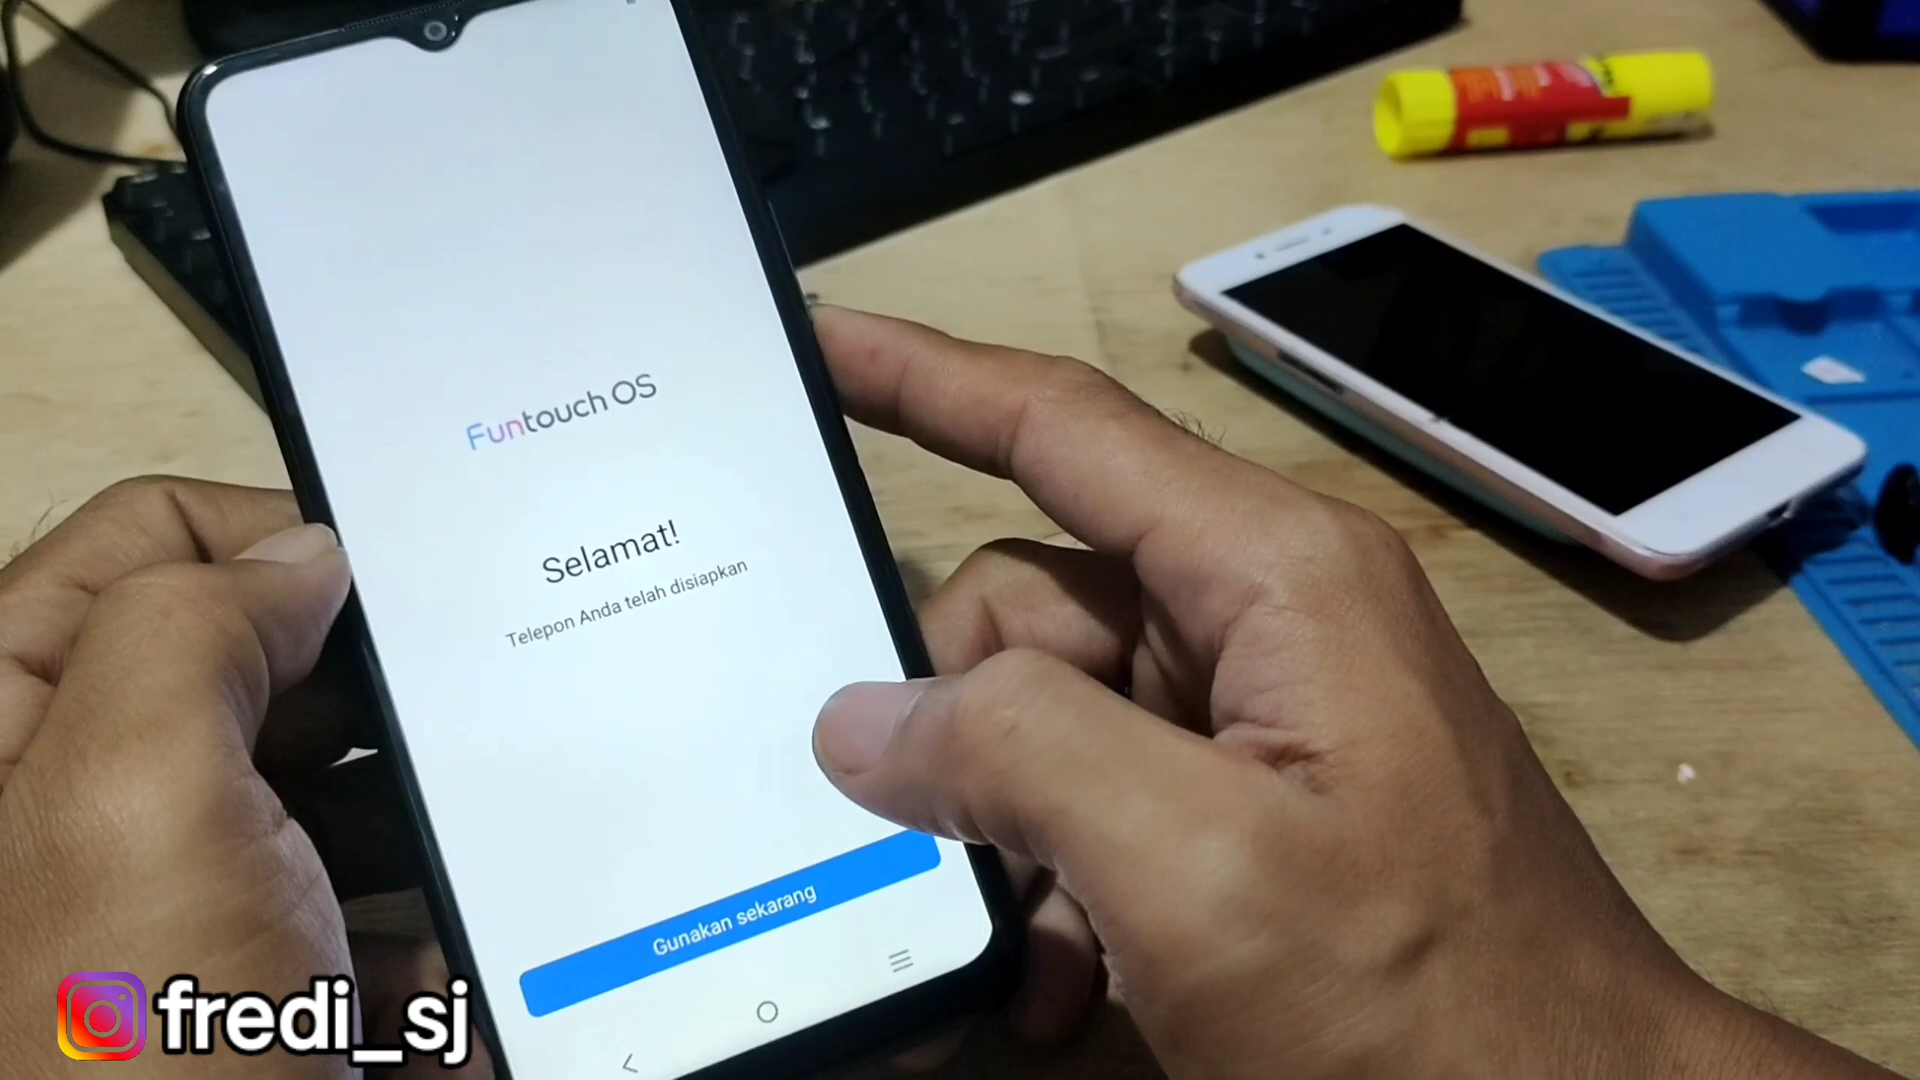 Funtouch OS
Selamat!
Telepon Anda telah disiapkan
Gunakan sekarang
fredi_sj